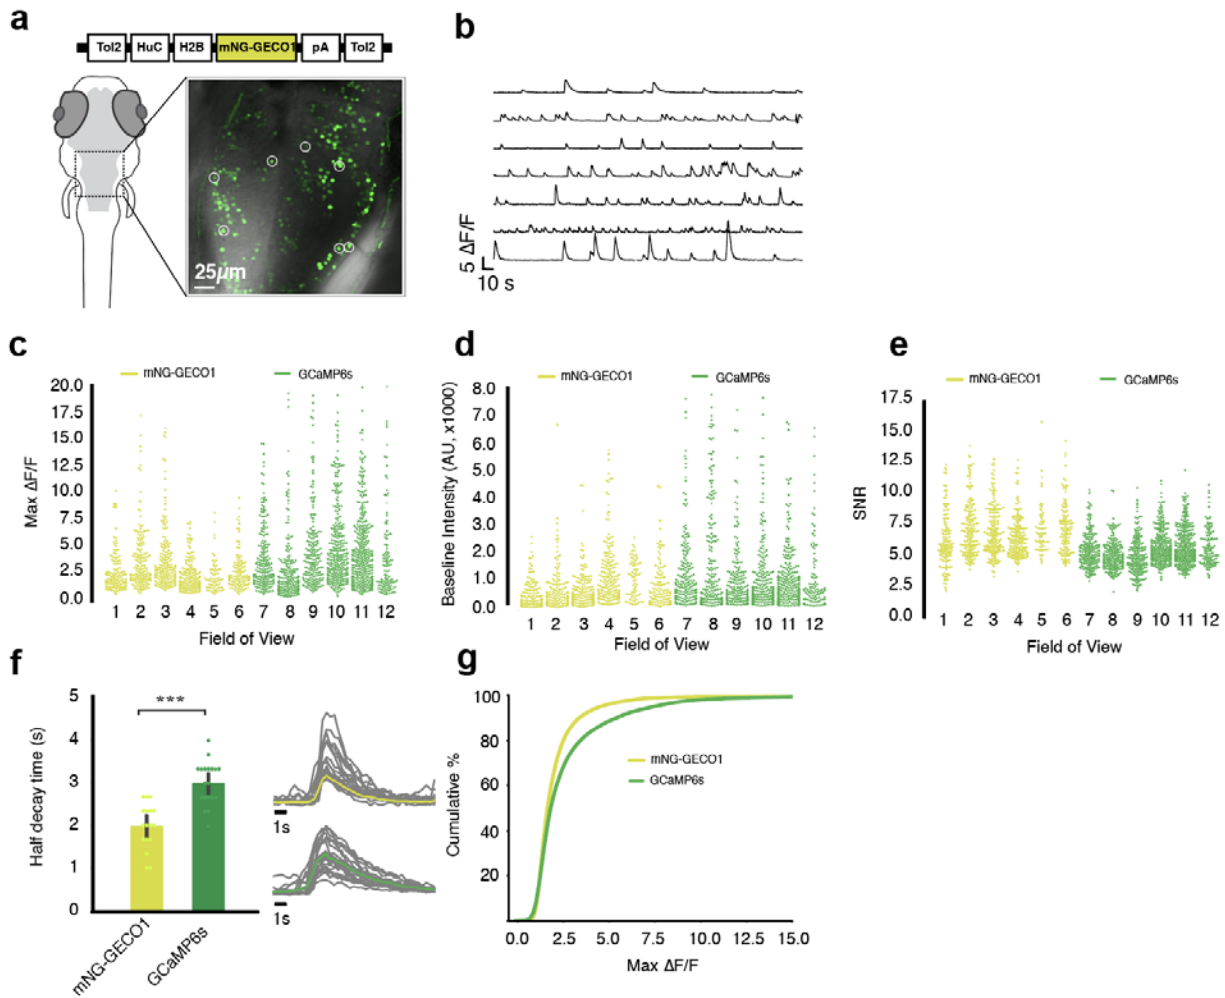 a
Tol2 HuC H2B mNG-GECO1 pA Tol2
25μm
b
5 ΔF/F
10 s
c
mNG-GECO1 GCaMP6s
Max ΔF/F
20.0
17.5
15.0
12.5
10.0
7.5
5.0
2.5
0.0
1 2 3 4 5 6 7 8 9 10 11 12
Field of View
d
mNG-GECO1 GCaMP6s
Baseline Intensity (AU, x1000)
8.0
7.0
6.0
5.0
4.0
3.0
2.0
1.0
0.0
1 2 3 4 5 6 7 8 9 10 11 12
Field of View
e
mNG-GECO1 GCaMP6s
SNR
17.5
15.0
12.5
10.0
7.5
5.0
2.5
0.0
1 2 3 4 5 6 7 8 9 10 11 12
Field of View
f
Half decay time (s)
5
4
3
2
1
0
***
mNG-GECO1
GCaMP6s
1s
1s
g
Cumulative %
100
80
60
40
20
mNG-GECO1
GCaMP6s
0.0 2.5 5.0 7.5 10.0 12.5 15.0
Max ΔF/F